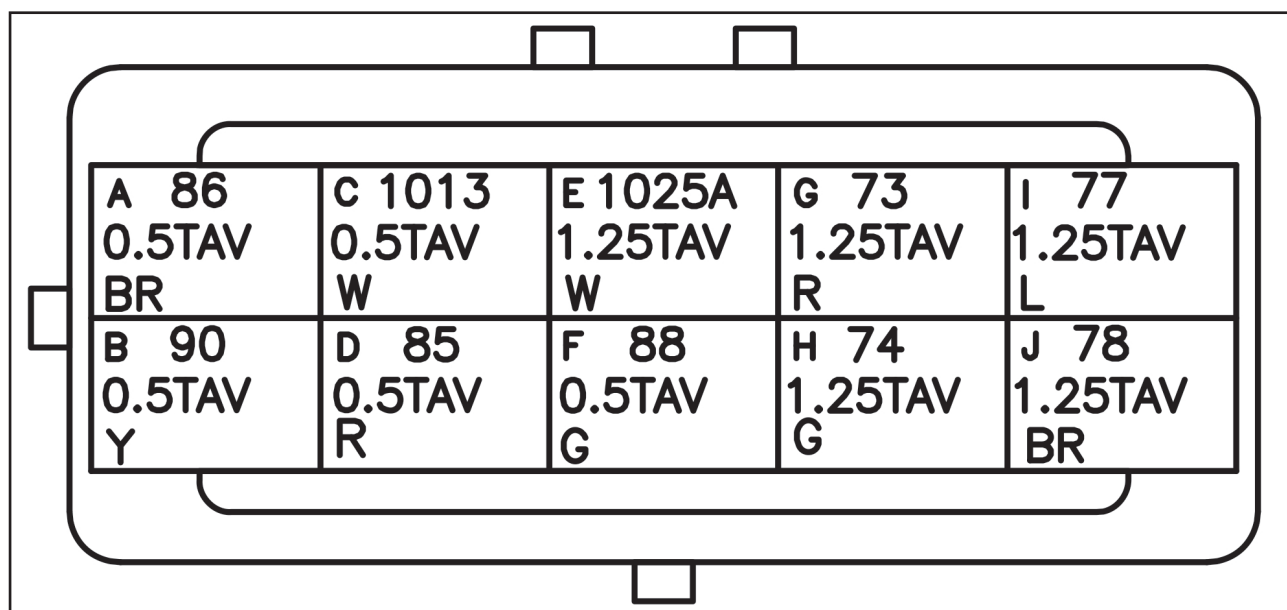 A 86
0.5TAV
BR
C 1013
0.5TAV
W
E 1025A
1.25TAV
W
G 73
1.25TAV
R
I 77
1.25TAV
L
B 90
0.5TAV
Y
D 85
0.5TAV
R
F 88
0.5TAV
G
H 74
1.25TAV
G
J 78
1.25TAV
BR